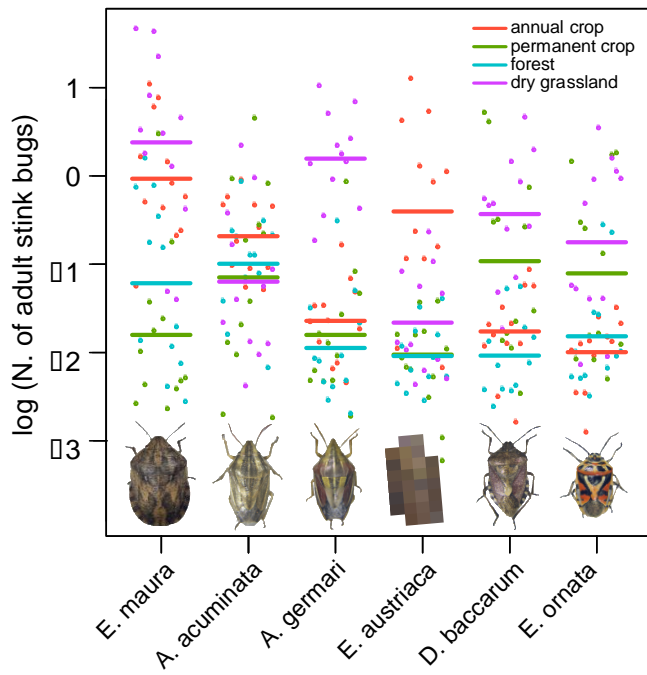 annual crop
permanent crop
forest
dry grassland
log (N. of adult stink bugs)
1
0
▯1
▯2
▯3
E. maura
A. acuminata
A. germari
E. austriaca
D. baccarum
E. ornata